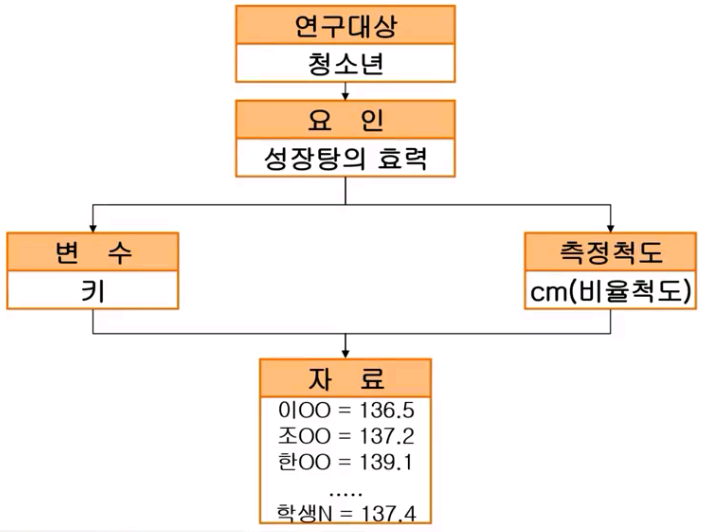 연구대상
청소년
요 인
성장탕의 효력
변 수
키
측정척도
cm(비율척도)
자 료
이OO = 136.5
조OO = 137.2
한OO = 139.1
.....
학생N = 137.4